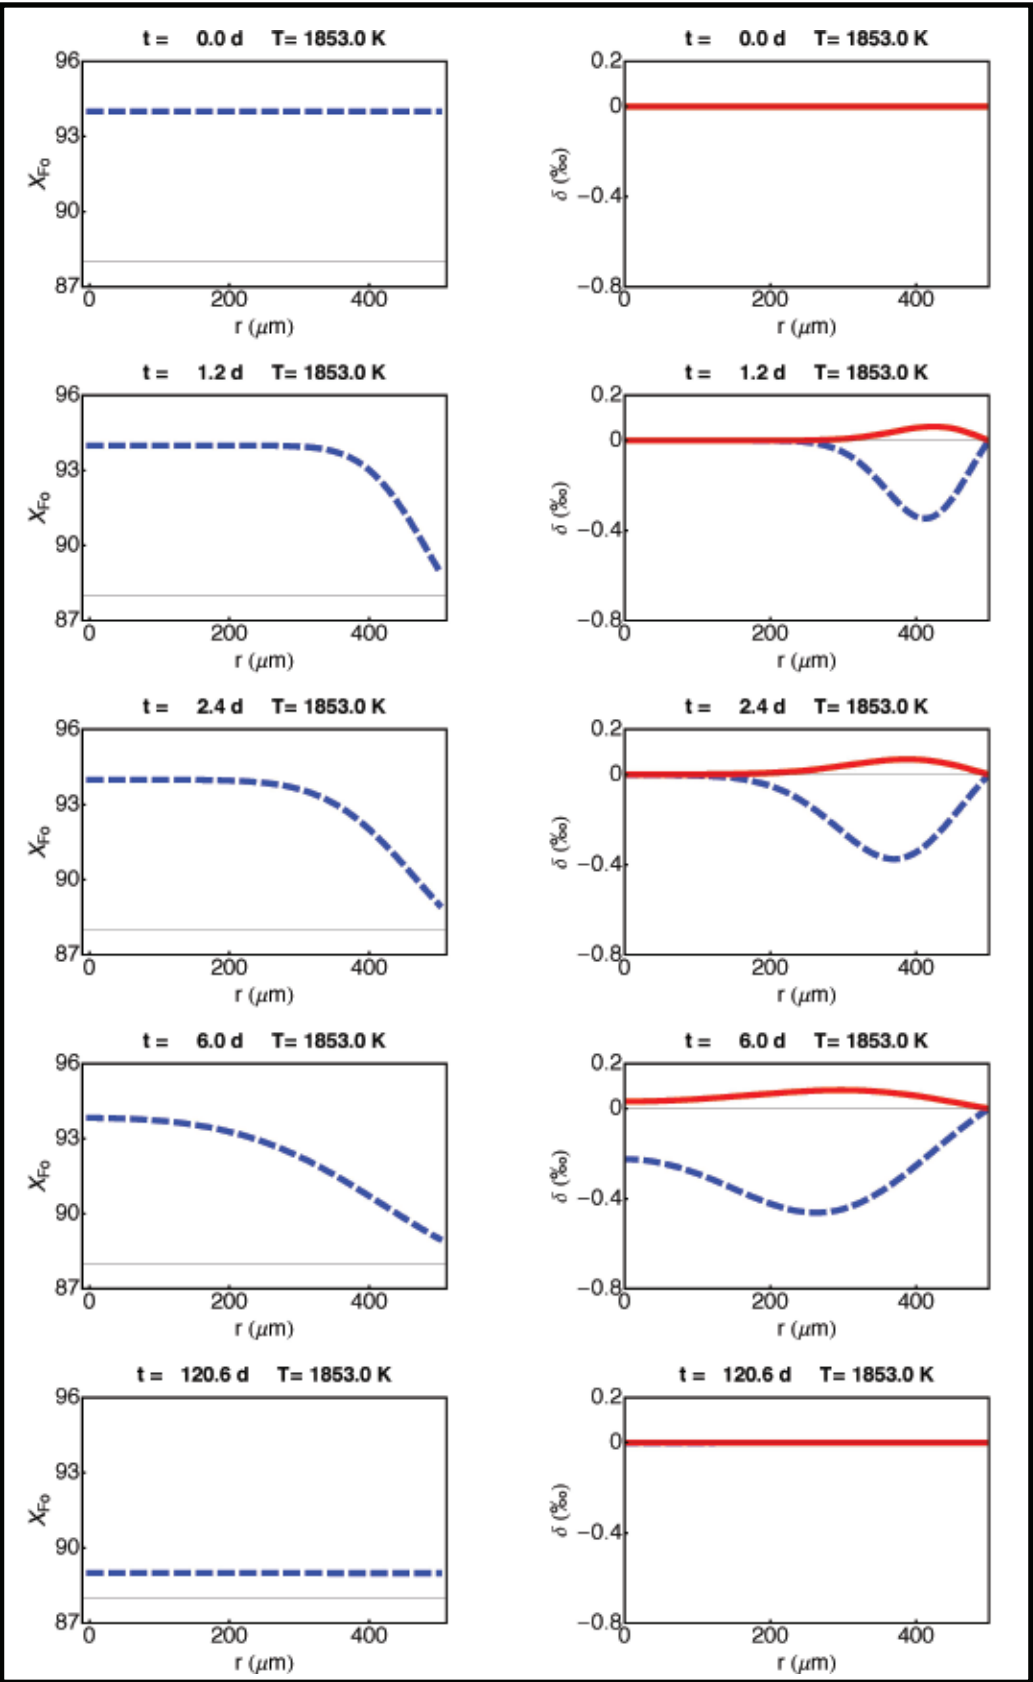 t = 0.0 d T= 1853.0 K
96
93
90
87
X_Fo
0 200 400
r (μm)
t = 0.0 d T= 1853.0 K
0.2
0
−0.4
−0.8
δ (‰)
0 200 400
r (μm)
t = 1.2 d T= 1853.0 K
96
93
90
87
X_Fo
0 200 400
r (μm)
t = 1.2 d T= 1853.0 K
0.2
0
−0.4
−0.8
δ (‰)
0 200 400
r (μm)
t = 2.4 d T= 1853.0 K
96
93
90
87
X_Fo
0 200 400
r (μm)
t = 2.4 d T= 1853.0 K
0.2
0
−0.4
−0.8
δ (‰)
0 200 400
r (μm)
t = 6.0 d T= 1853.0 K
96
93
90
87
X_Fo
0 200 400
r (μm)
t = 6.0 d T= 1853.0 K
0.2
0
−0.4
−0.8
δ (‰)
0 200 400
r (μm)
t = 120.6 d T= 1853.0 K
96
93
90
87
X_Fo
0 200 400
r (μm)
t = 120.6 d T= 1853.0 K
0.2
0
−0.4
−0.8
δ (‰)
0 200 400
r (μm)